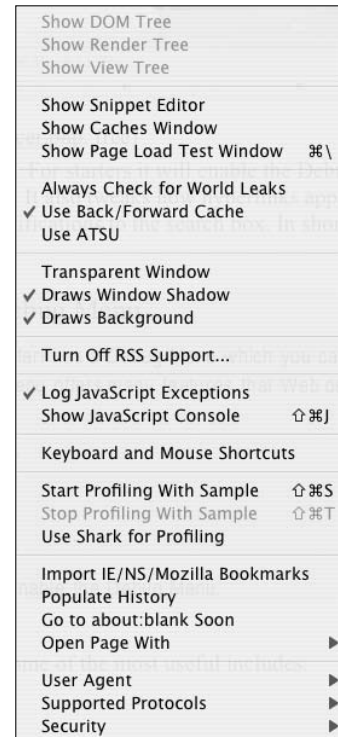 Show DOM Tree
Show Render Tree
Show View Tree
Show Snippet Editor
Show Caches Window
Show Page Load Test Window ⌘\
Always Check for World Leaks
✓ Use Back/Forward Cache
Use ATSU
Transparent Window
✓ Draws Window Shadow
✓ Draws Background
Turn Off RSS Support...
✓ Log JavaScript Exceptions
Show JavaScript Console ⇧⌘J
Keyboard and Mouse Shortcuts
Start Profiling With Sample ⇧⌘S
Stop Profiling With Sample ⇧⌘T
Use Shark for Profiling
Import IE/NS/Mozilla Bookmarks
Populate History
Go to about:blank Soon
Open Page With ▶
User Agent ▶
Supported Protocols ▶
Security ▶